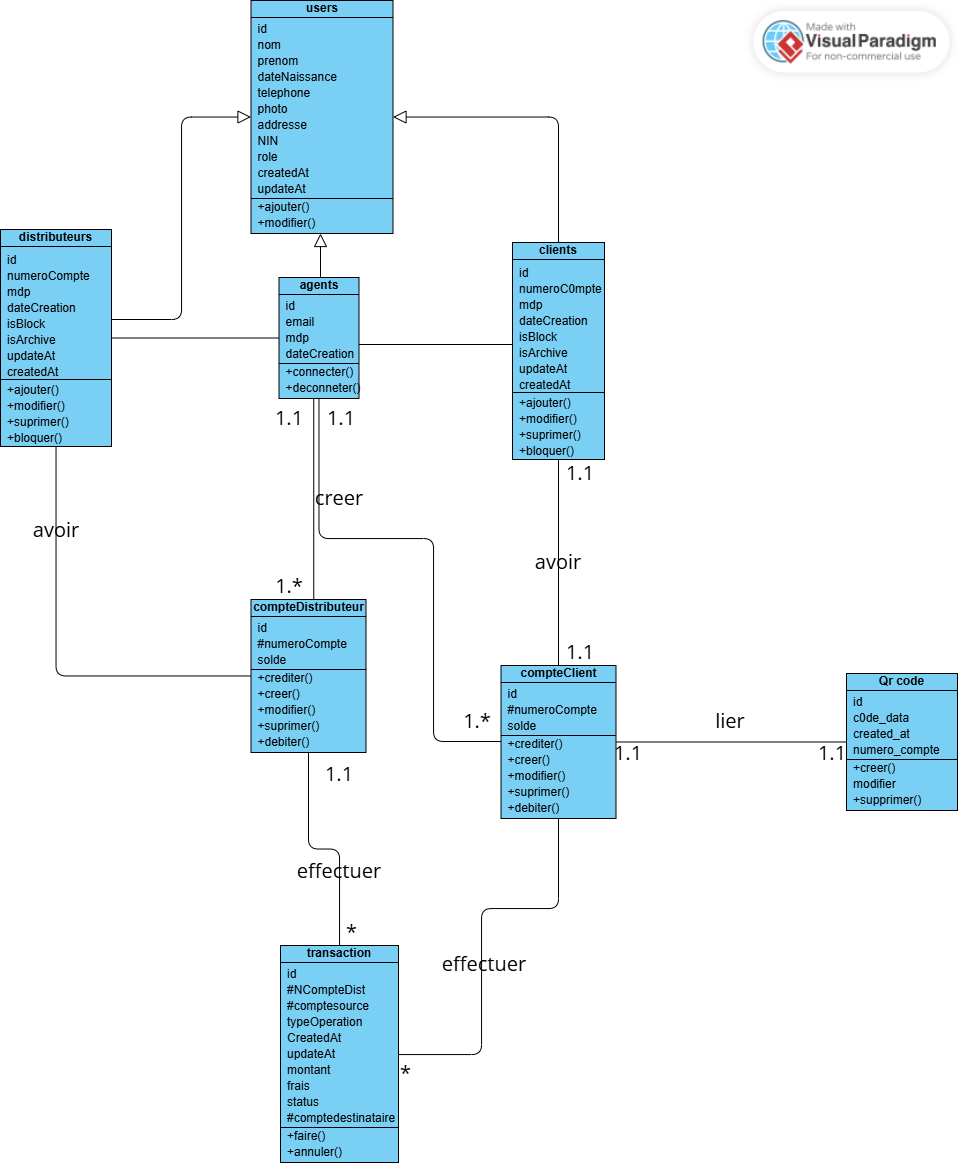 users
id
nom
prenom
dateNaissance
telephone
photo
addresse
NIN
role
createdAt
updateAt
+ajouter()
+modifier()
Made with
VisualParadigm
For non-commercial use
distributeurs
id
numeroCompte
mdp
dateCreation
isBlock
isArchive
updateAt
createdAt
+ajouter()
+modifier()
+suprimer()
+bloquer()
agents
id
email
mdp
dateCreation
+connecter()
+deconneter()
clients
id
numeroC0mpte
mdp
dateCreation
isBlock
isArchive
updateAt
createdAt
+ajouter()
+modifier()
+suprimer()
+bloquer()
1.1
1.1
1.1
creer
avoir
avoir
1.*
1.1
compteDistributeur
id
#numeroCompte
solde
+crediter()
+creer()
+modifier()
+suprimer()
+debiter()
compteClient
id
#numeroCompte
solde
+crediter()
+creer()
+modifier()
+suprimer()
+debiter()
1.*
lier
1.1
1.1
Qr code
id
c0de_data
created_at
numero_compte
+creer()
modifier
+supprimer()
1.1
effectuer
*
effectuer
*
transaction
id
#NCompteDist
#comptesource
typeOperation
CreatedAt
updateAt
montant
frais
status
#comptedestinataire
+faire()
+annuler()